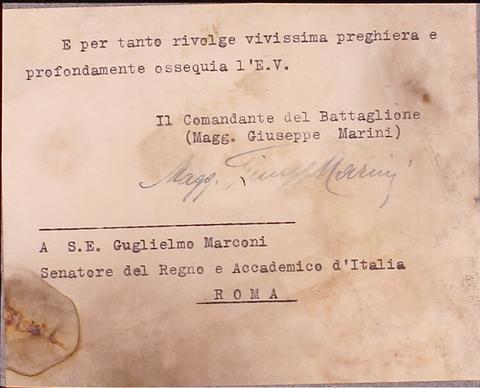 E per tanto rivolge vivissima preghiera e
profondamente ossequia l'E.V.
Il Comandante del Battaglione
(Magg. Giuseppe Marini)
Magg. Giuseppe Marini
A S.E. Guglielmo Marconi
Senatore del Regno e Accademico d'Italia
ROMA